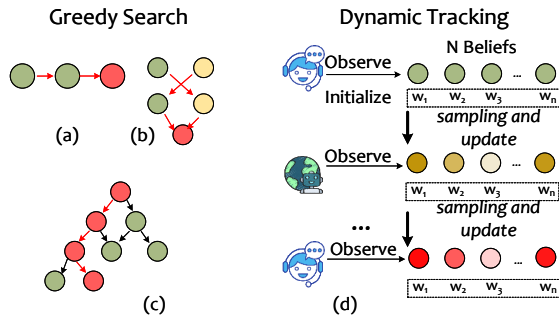 Greedy Search
(a)
(b)
(c)
Dynamic Tracking
N Beliefs
Observe
Initialize
...
w₁ w₂ w₃ wₙ
sampling and
update
Observe
...
w₁ w₂ w₃ wₙ
...
sampling and
update
Observe
...
w₁ w₂ w₃ wₙ
(d)